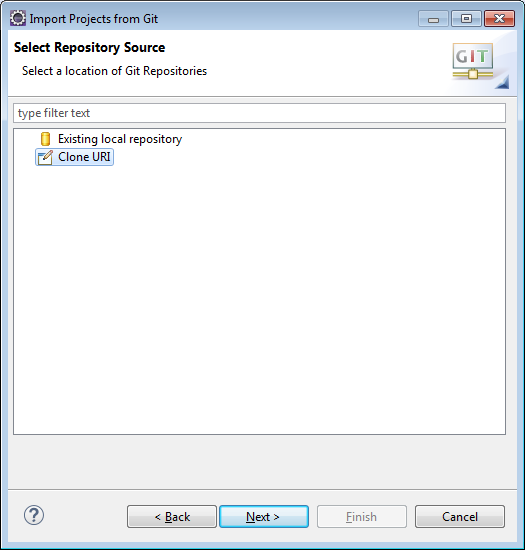 Import Projects from Git
Select Repository Source
Select a location of Git Repositories
GIT
type filter text
Existing local repository
Clone URI
?
< Back
Next >
Finish
Cancel